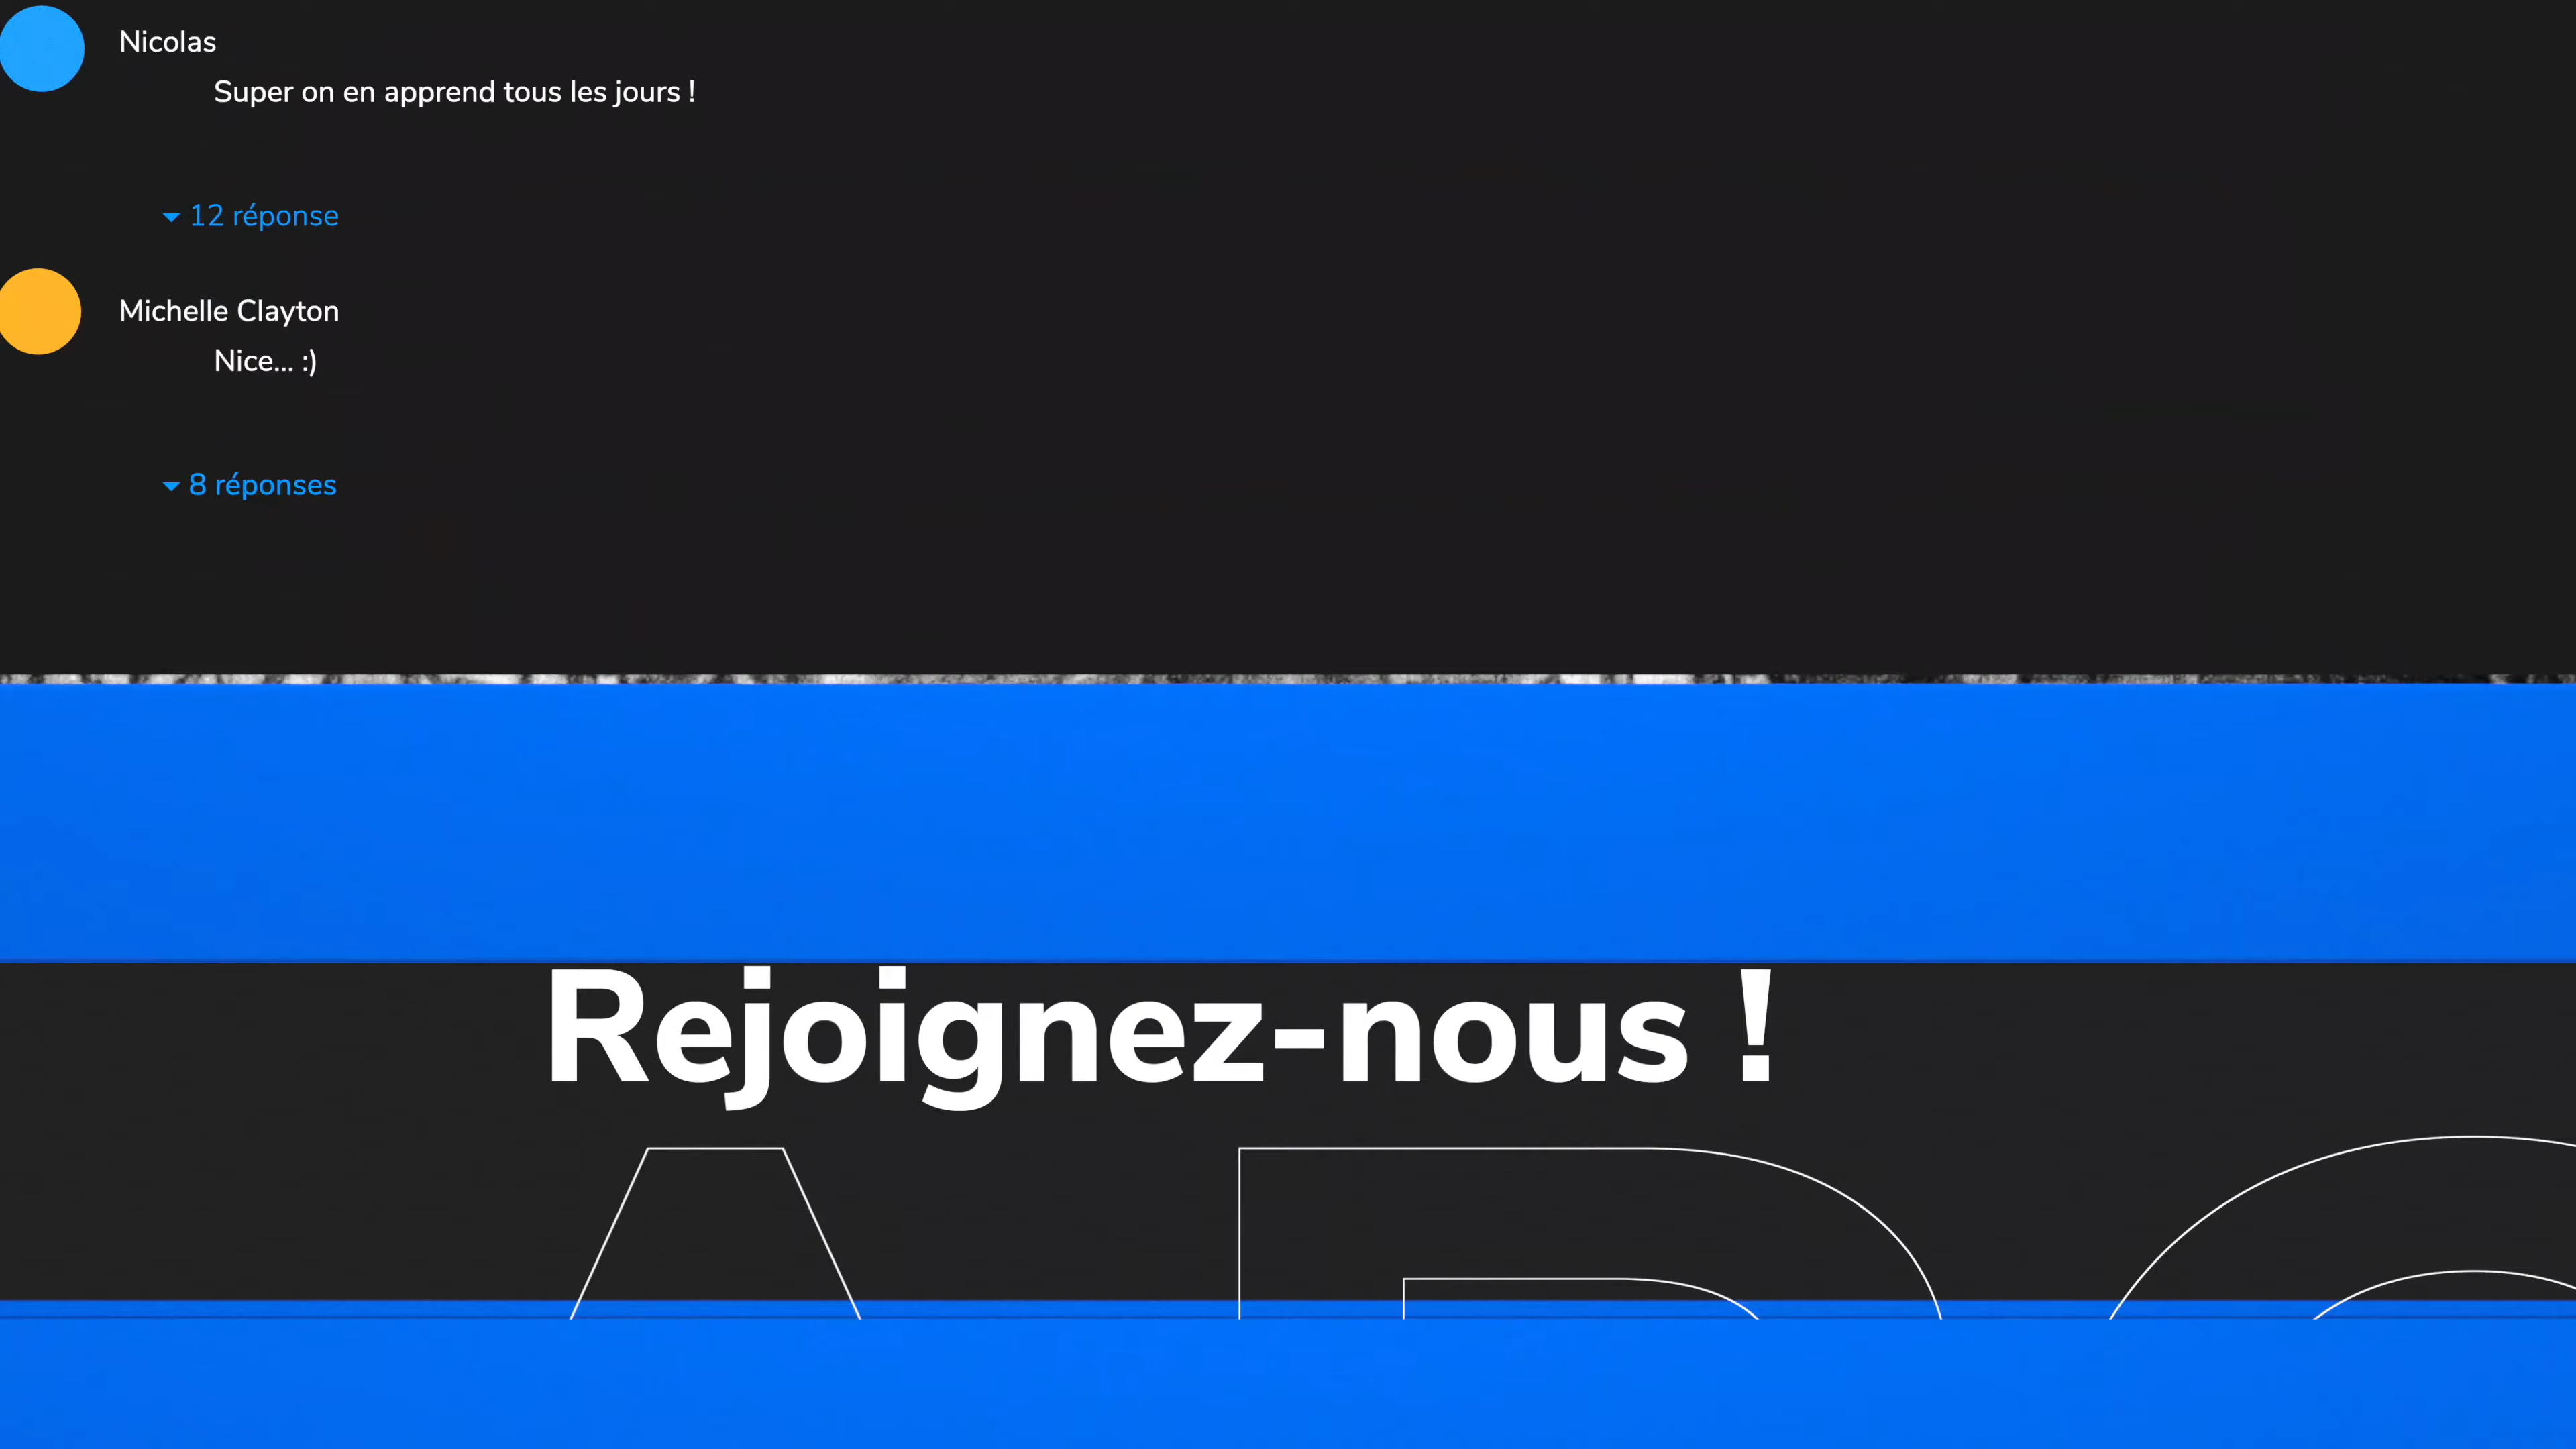 Nicolas
Super on en apprend tous les jours !
12 réponse
Michelle Clayton
Nice... :)
8 réponses
Rejoignez-nous !